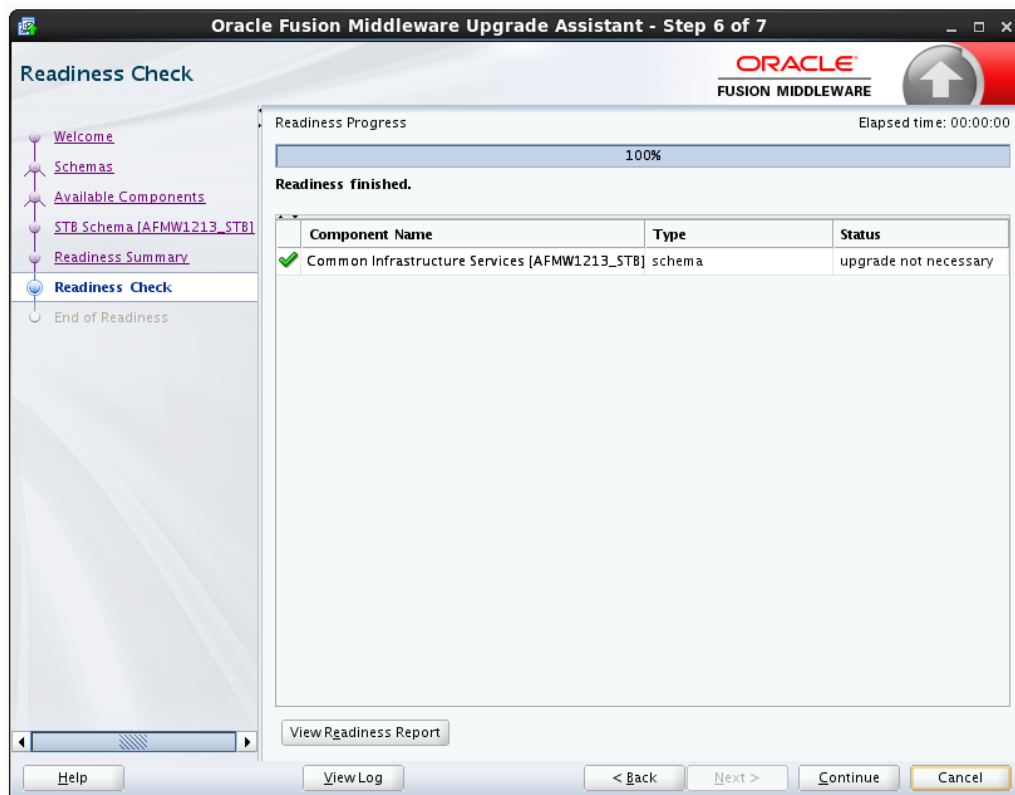 Oracle Fusion Middleware Upgrade Assistant - Step 6 of 7
Readiness Check
ORACLE
FUSION MIDDLEWARE
Welcome
Schemas
Available Components
STB Schema [AFMW1213_STB]
Readiness Summary
Readiness Check
End of Readiness
Readiness Progress Elapsed time: 00:00:00
100%
Readiness finished.
Component Name Type Status
Common Infrastructure Services [AFMW1213_STB] schema upgrade not necessary
View Readiness Report
Help View Log < Back Next > Continue Cancel